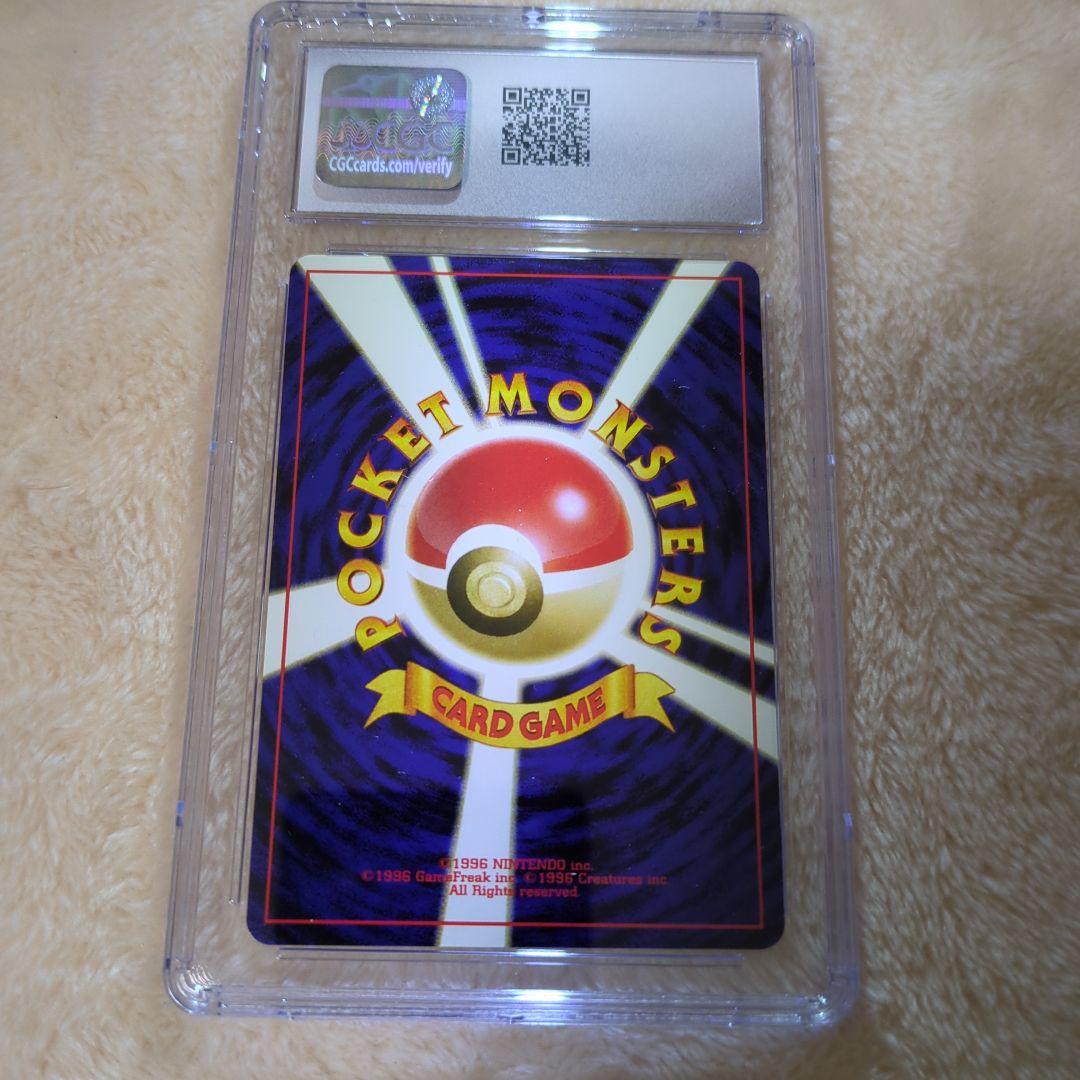 CGCcards.com/verify
POCKET MONSTERS
CARD GAME
©1996 NINTENDO inc.
©1996 GameFreak inc. ©1996 Creatures inc.
All Rights reserved.